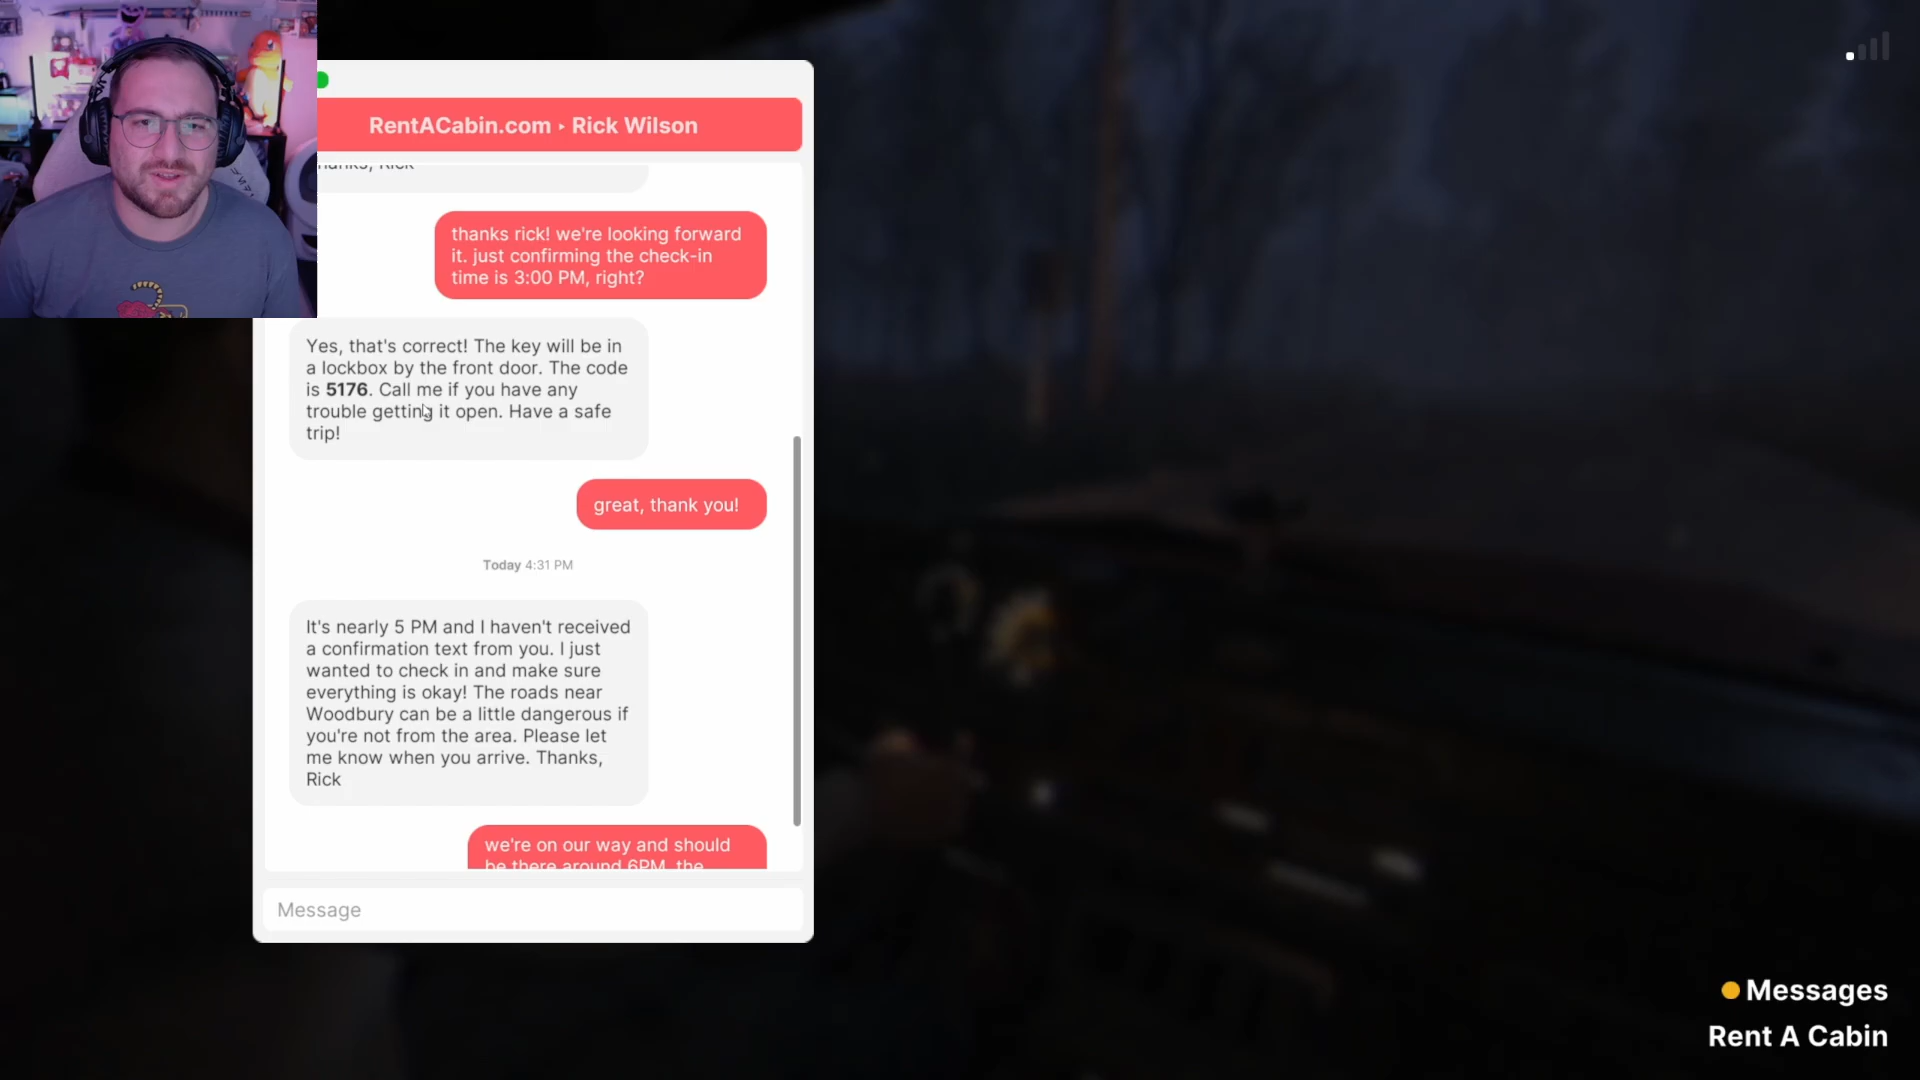 RentACabin.com · Rick Wilson
thanks rick! we're looking forward
it. just confirming the check-in
time is 3:00 PM, right?
Yes, that's correct! The key will be in
a lockbox by the front door. The code
is 5176. Call me if you have any
trouble getting it open. Have a safe
trip!
great, thank you!
Today 4:31 PM
It's nearly 5 PM and I haven't received
a confirmation text from you. I just
wanted to check in and make sure
everything is okay! The roads near
Woodbury can be a little dangerous if
you're not from the area. Please let
me know when you arrive. Thanks,
Rick
we're on our way and should
be there around 6PM. the
Message
Messages
Rent A Cabin